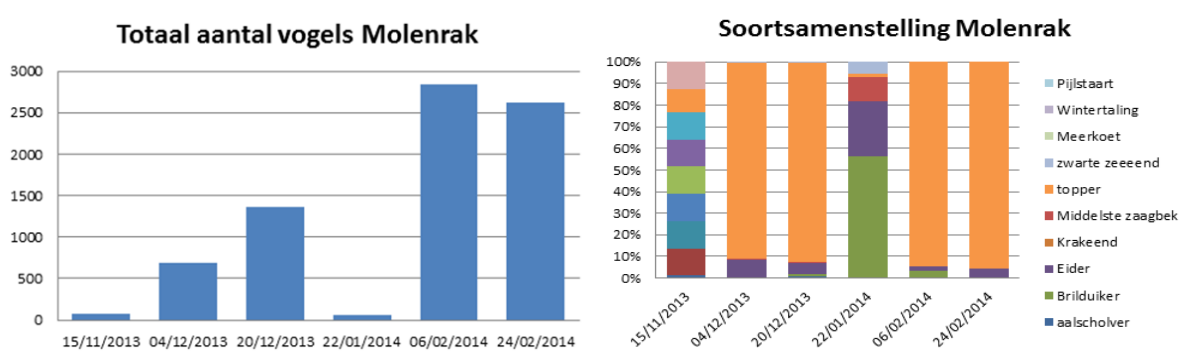 Totaal aantal vogels Molenrak
3000
2500
2000
1500
1000
500
0
15/11/2013 04/12/2013 20/12/2013 22/01/2014 06/02/2014 24/02/2014
Soortsamenstelling Molenrak
100%
90%
80%
70%
60%
50%
40%
30%
20%
10%
0%
15/11/2013
04/12/2013
20/12/2013
22/01/2014
06/02/2014
24/02/2014
Pijlstaart
Wintertaling
Meerkoet
zwarte zeeeend
topper
Middelste zaagbek
Krakeend
Eider
Brilduiker
aalscholver